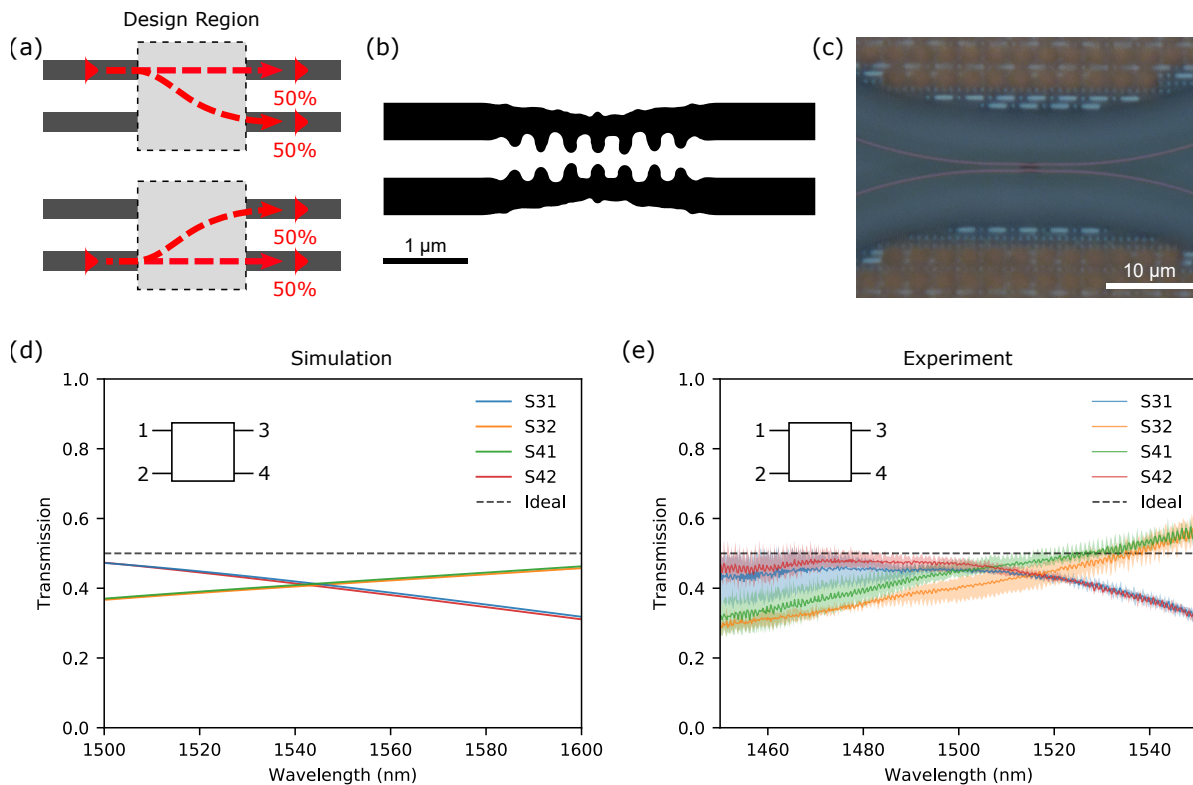 Design Region
(a)
50%
50%
50%
50%
(b)
1 µm
(c)
10 µm
(d)
Simulation
1.0
0.8
0.6
0.4
0.2
0.0
Transmission
1
2
3
4
S31
S32
S41
S42
Ideal
1500
1520
1540
1560
1580
1600
Wavelength (nm)
(e)
Experiment
1.0
0.8
0.6
0.4
0.2
0.0
Transmission
1
2
3
4
S31
S32
S41
S42
Ideal
1460
1480
1500
1520
1540
Wavelength (nm)